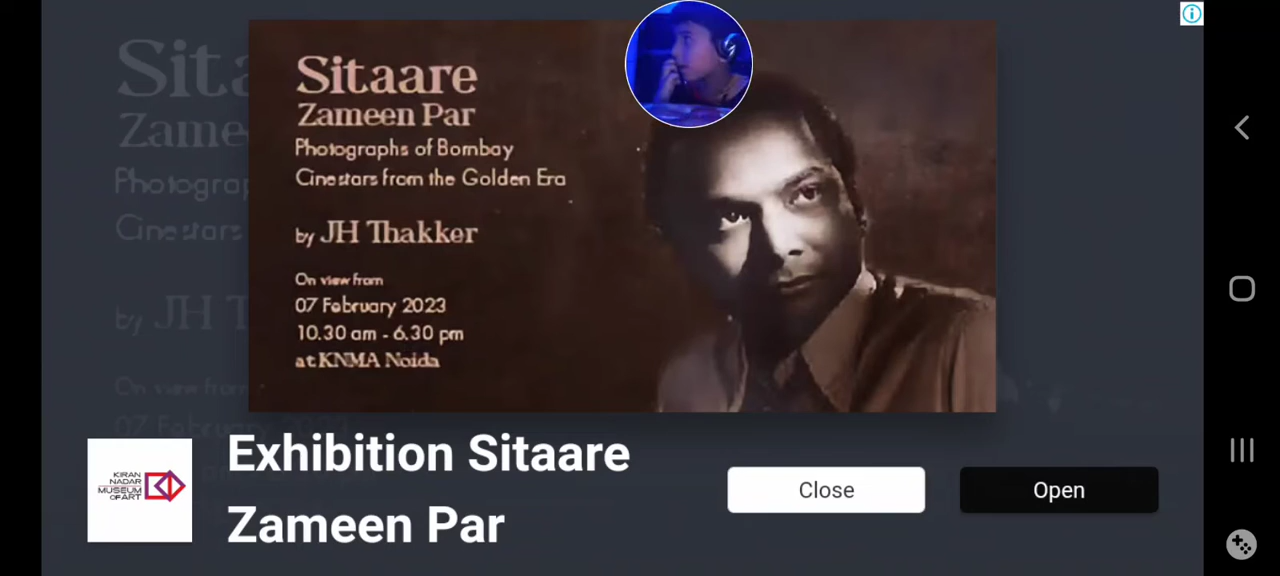 Sitaare
Zameen Par
Photographs of Bombay
Cinestars from the Golden Era
by JH Thakker
On view from
07 February 2023
10.30 am - 6.30 pm
at KNMA Noida
KIRAN
NADAR
MUSEUM
OF ART
Exhibition Sitaare
Zameen Par
Close
Open